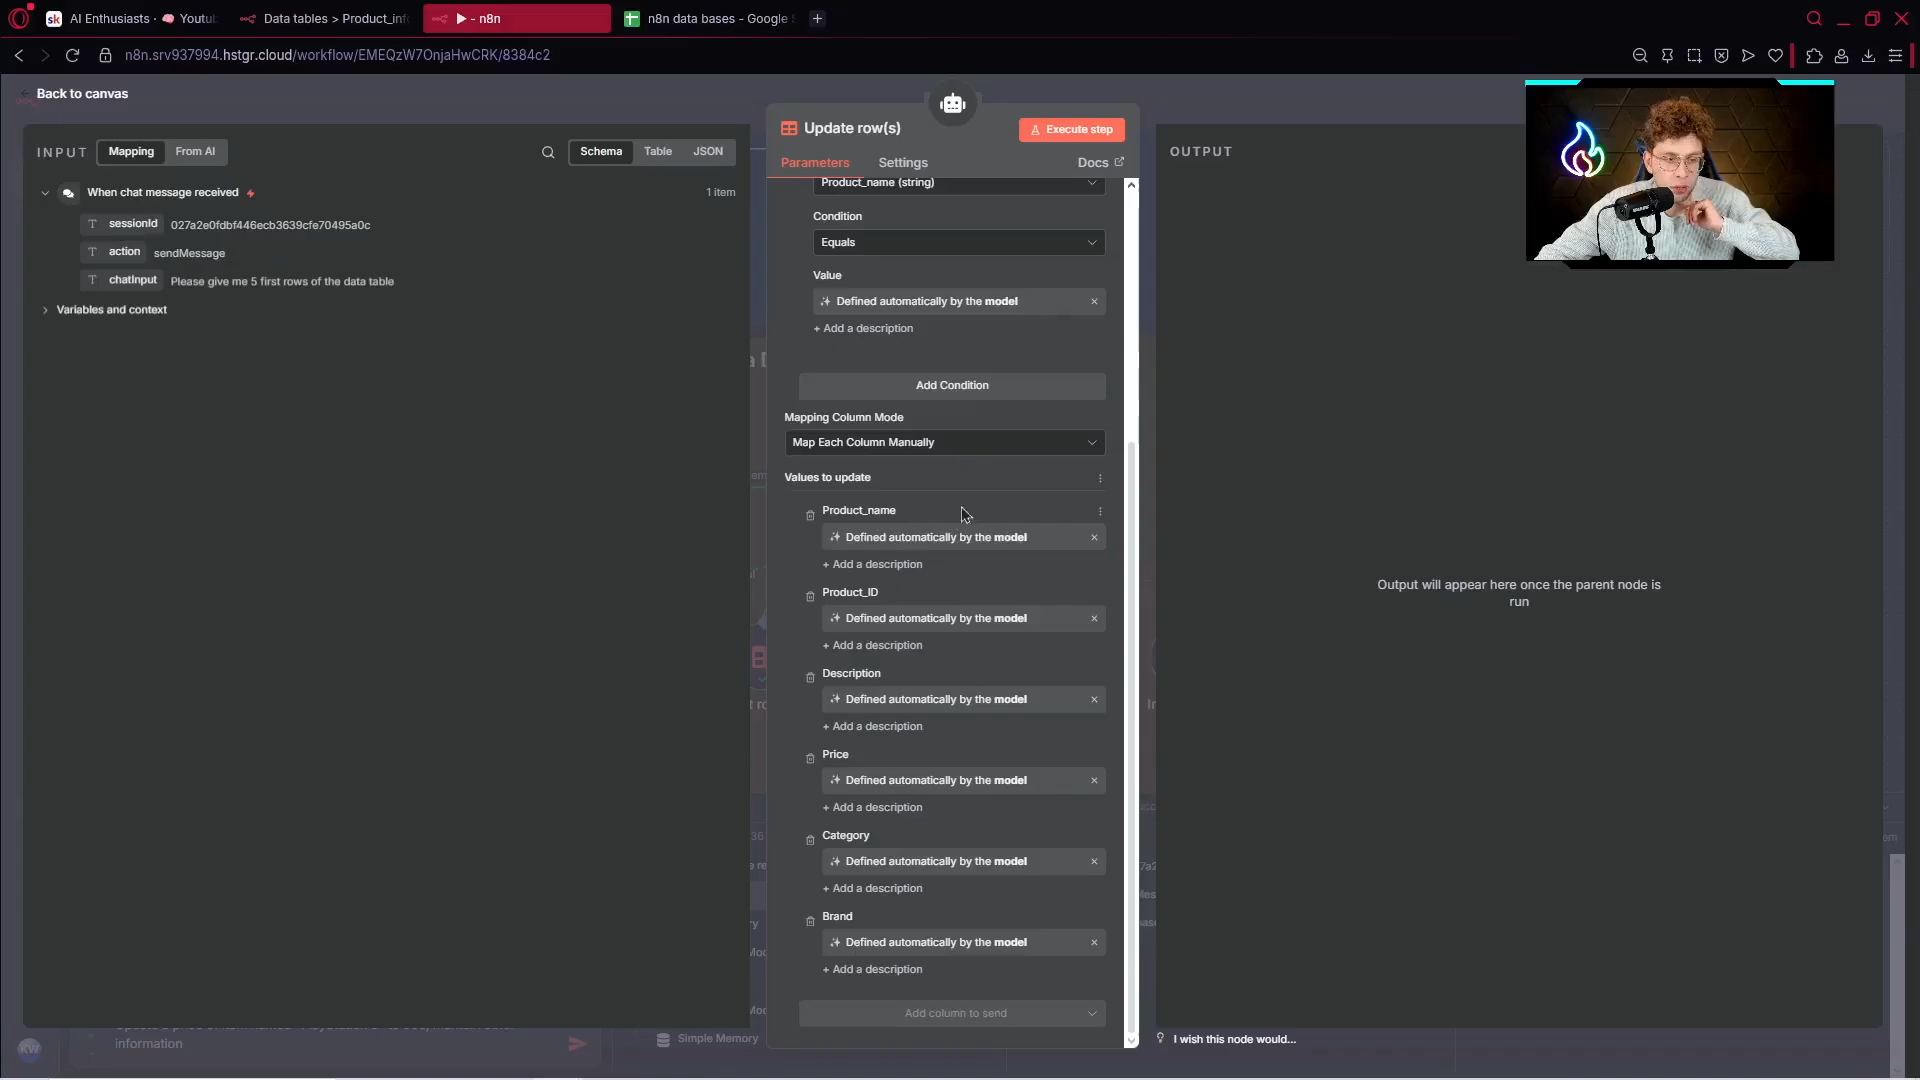 AI Enthusiasts · 🧠 Youtu
Data tables > Product_info
▶ - n8n
n8n data bases - Google S
n8n.srv937994.hstgr.cloud/workflow/EMEQzW7OnjaHwCRK/8384c2
Back to canvas
INPUT
Mapping
From AI
Schema
Table
JSON
When chat message received
1 item
T sessionId 027a2e0fdbf446ecb3639cfe70495a0c
T action sendMessage
T chatInput Please give me 5 first rows of the data table
Variables and context
Update row(s)
Execute step
Parameters
Settings
Docs
Product_name (string)
Condition
Equals
Value
Defined automatically by the model
+ Add a description
Add Condition
Mapping Column Mode
Map Each Column Manually
Values to update
Product_name
Defined automatically by the model
+ Add a description
Product_ID
Defined automatically by the model
+ Add a description
Description
Defined automatically by the model
+ Add a description
Price
Defined automatically by the model
+ Add a description
Category
Defined automatically by the model
+ Add a description
Brand
Defined automatically by the model
+ Add a description
Add column to send
OUTPUT
Output will appear here once the parent node is
run
I wish this node would...
information
Simple Memory
KW